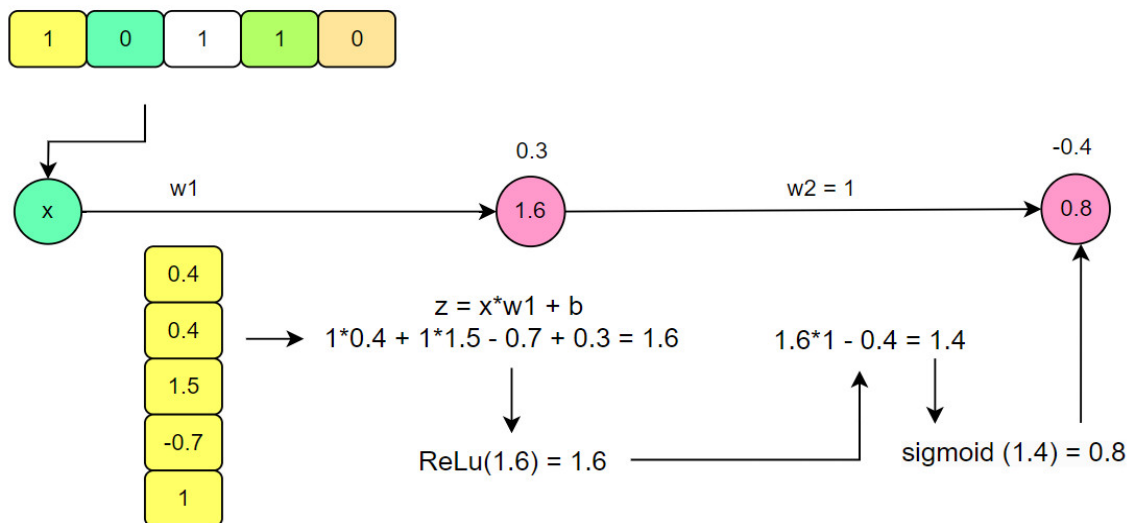 1 0 1 1 0
0.3
-0.4
w1
w2 = 1
x
1.6
0.8
0.4
0.4
1.5
-0.7
1
z = x*w1 + b
1*0.4 + 1*1.5 - 0.7 + 0.3 = 1.6
1.6*1 - 0.4 = 1.4
ReLu(1.6) = 1.6
sigmoid (1.4) = 0.8